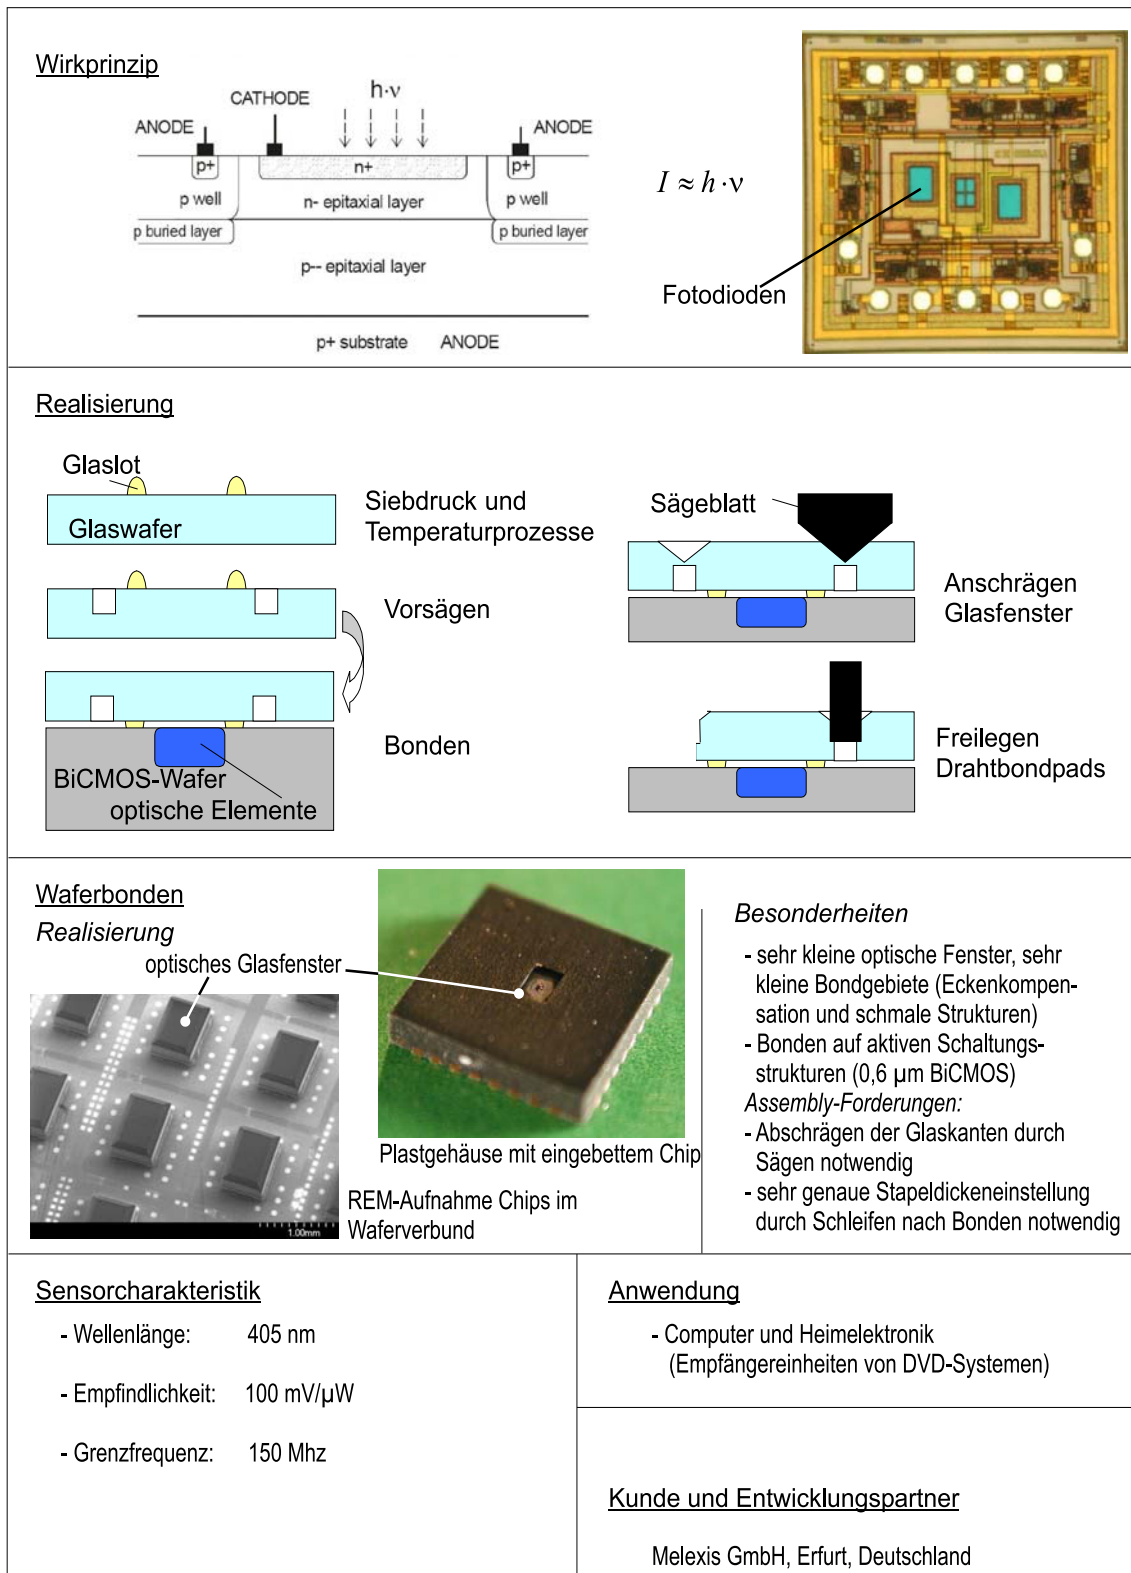 Wirkprinzip
CATHODE
h·ν
ANODE
ANODE
p+
n+
p+
p well
n- epitaxial layer
p well
p buried layer
p buried layer
p-- epitaxial layer
p+ substrate ANODE
I ≈ h · ν
Fotodioden
Realisierung
Glaslot
Glaswafer
Siebdruck und
Temperaturprozesse
Vorsägen
Bonden
BiCMOS-Wafer
optische Elemente
Sägeblatt
Anschrägen
Glasfenster
Freilegen
Drahtbondpads
Waferbonden
Realisierung
optisches Glasfenster
1.00mm
Plastgehäuse mit eingebettem Chip
REM-Aufnahme Chips im
Waferverbund
Besonderheiten
- sehr kleine optische Fenster, sehr
kleine Bondgebiete (Eckenkompen-
sation und schmale Strukturen)
- Bonden auf aktiven Schaltungs-
strukturen (0,6 µm BiCMOS)
Assembly-Forderungen:
- Abschrägen der Glaskanten durch
Sägen notwendig
- sehr genaue Stapeldickeneinstellung
durch Schleifen nach Bonden notwendig
Sensorcharakteristik
- Wellenlänge: 405 nm
- Empfindlichkeit: 100 mV/µW
- Grenzfrequenz: 150 Mhz
Anwendung
- Computer und Heimelektronik
(Empfängereinheiten von DVD-Systemen)
Kunde und Entwicklungspartner
Melexis GmbH, Erfurt, Deutschland